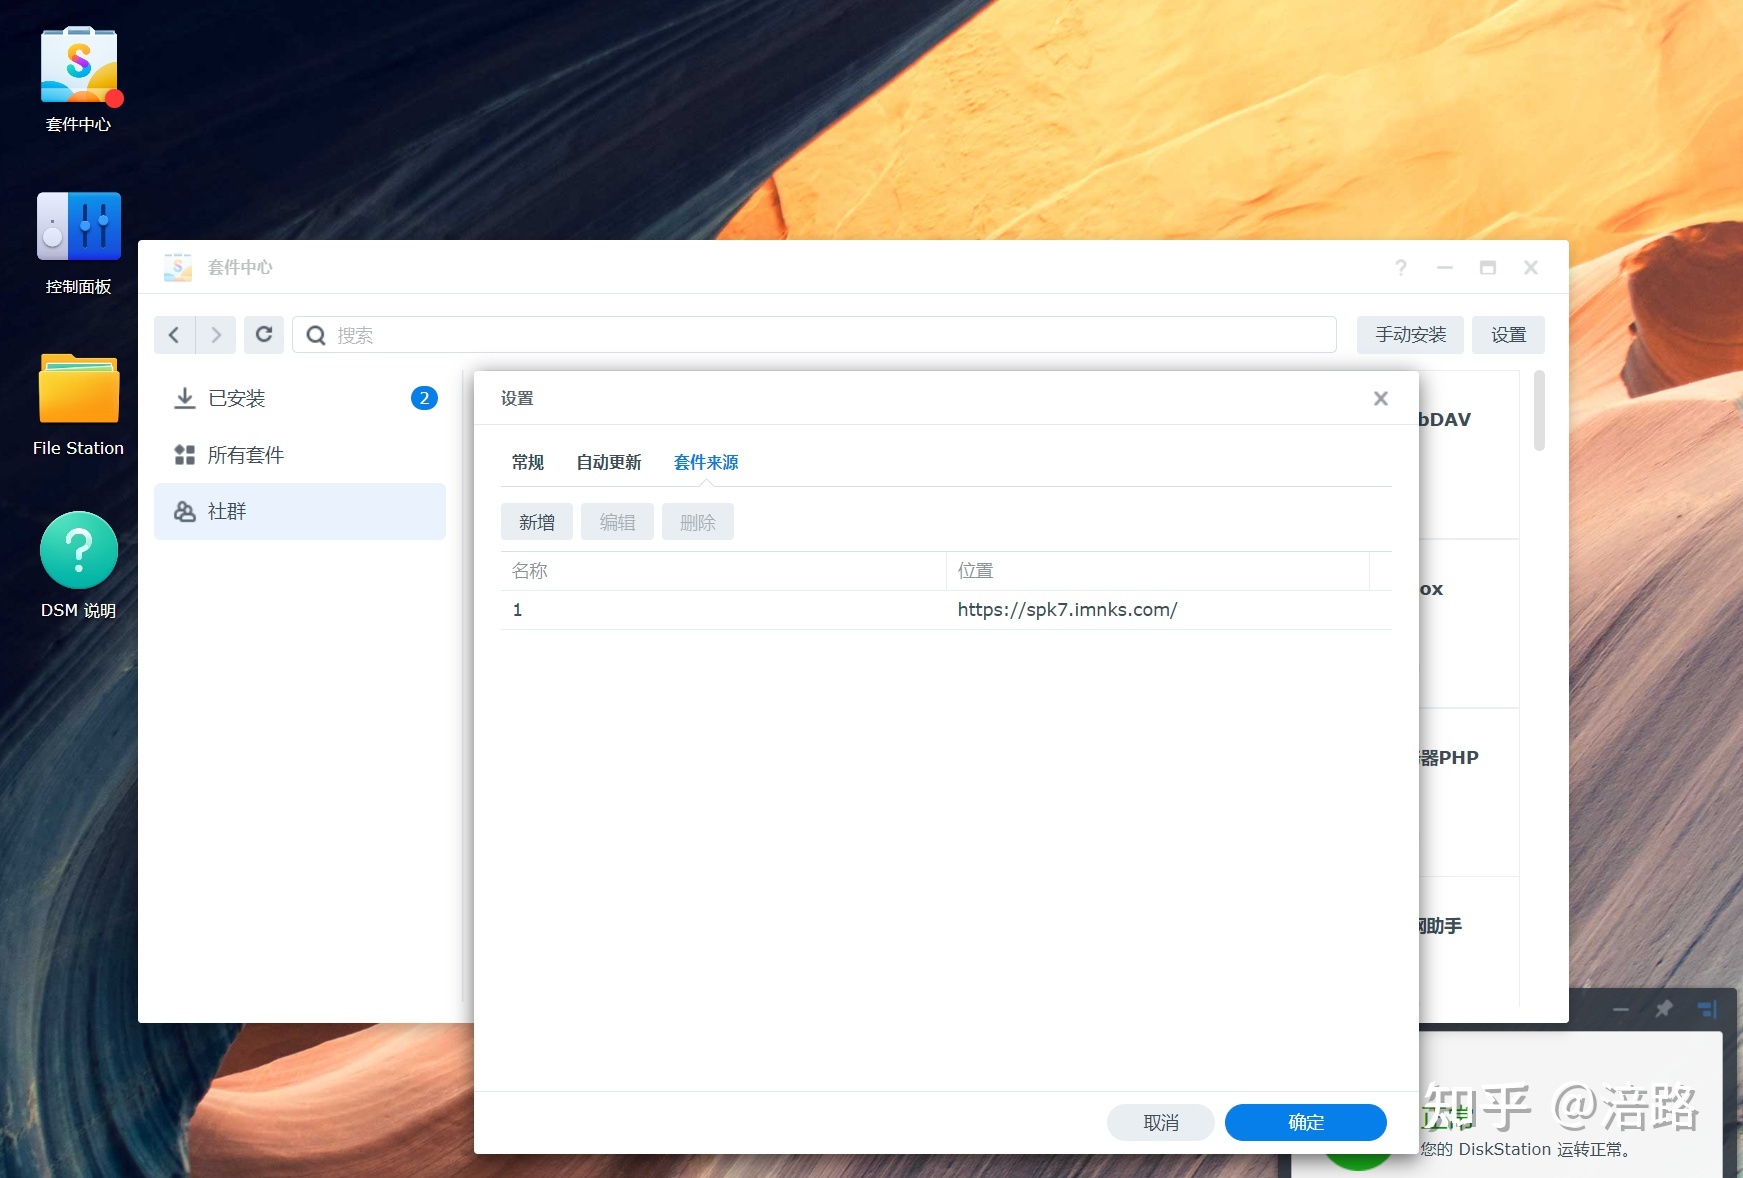 套件中心
控制面板
File Station
DSM 说明
套件中心
搜索
手动安装
设置
已安装
2
所有套件
社群
设置
常规
自动更新
套件来源
新增
编辑
删除
名称
位置
1
https://spk7.imnks.com/
取消
确定
bDAV
ox
器PHP
助手
知乎 @涪路
您的 DiskStation 运转正常。